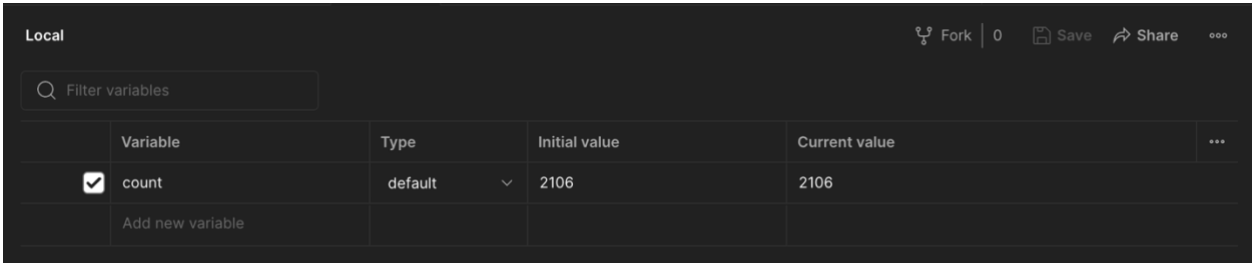 Local Fork 0 Save Share
Filter variables
Variable Type Initial value Current value
count default 2106 2106
Add new variable